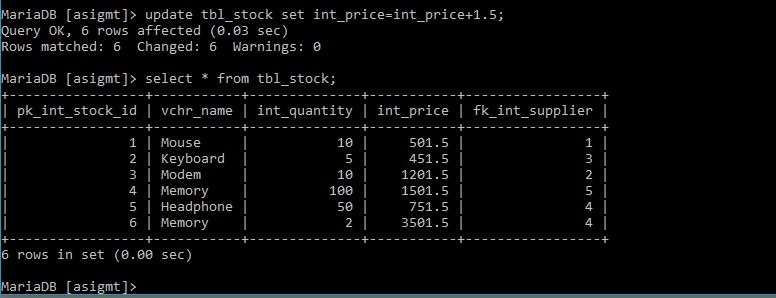 MariaDB [asigmt]> update tbl_stock set int_price=int_price+1.5;
Query OK, 6 rows affected (0.03 sec)
Rows matched: 6  Changed: 6  Warnings: 0

MariaDB [asigmt]> select * from tbl_stock;
+-----------------+-----------+--------------+-----------+-----------------+
| pk_int_stock_id | vchr_name | int_quantity | int_price | fk_int_supplier |
+-----------------+-----------+--------------+-----------+-----------------+
|               1 | Mouse     |           10 |     501.5 |               1 |
|               2 | Keyboard  |            5 |     451.5 |               3 |
|               3 | Modem     |           10 |    1201.5 |               2 |
|               4 | Memory    |          100 |    1501.5 |               5 |
|               5 | Headphone |           50 |     751.5 |               4 |
|               6 | Memory    |            2 |    3501.5 |               4 |
+-----------------+-----------+--------------+-----------+-----------------+
6 rows in set (0.00 sec)

MariaDB [asigmt]>